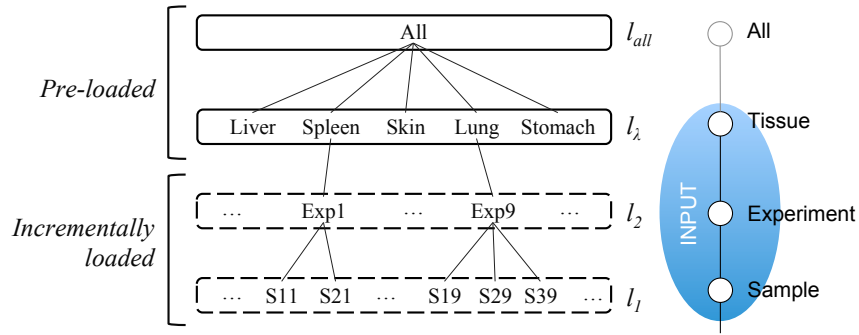 All l_all All
Pre-loaded
Liver Spleen Skin Lung Stomach l_λ Tissue
... Exp1 ... Exp9 ... l_2 Experiment
INPUT
Incrementally
loaded
... S11 S21 ... S19 S29 S39 ... l_1 Sample